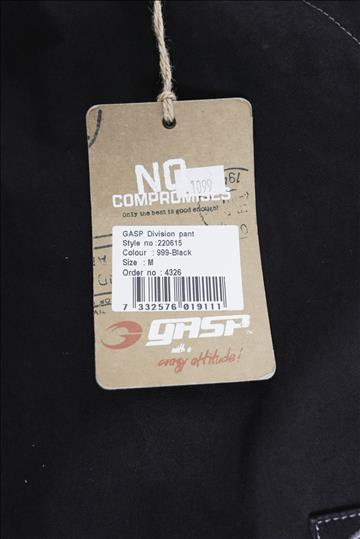 NO
.1099
COMPROMISES
Only the best is good enough!
GASP Division pant
Style no :220615
Colour : 999-Black
Size : M
Order no : 4326
7 332576 019111
GASP
with a
crazy attitude!